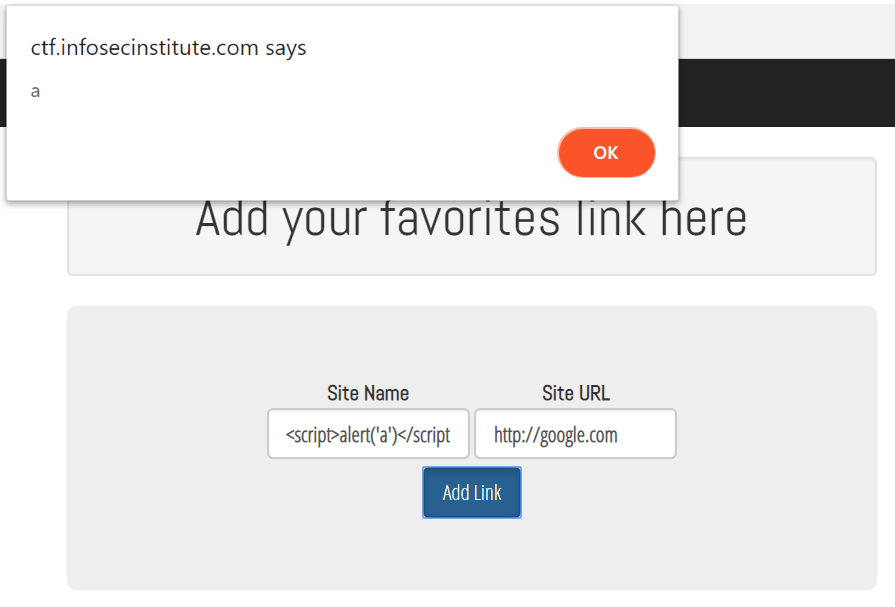 ctf.infosecinstitute.com says
a
OK
Add your favorites link here
Site Name
Site URL
<script>alert('a')</script
http://google.com
Add Link